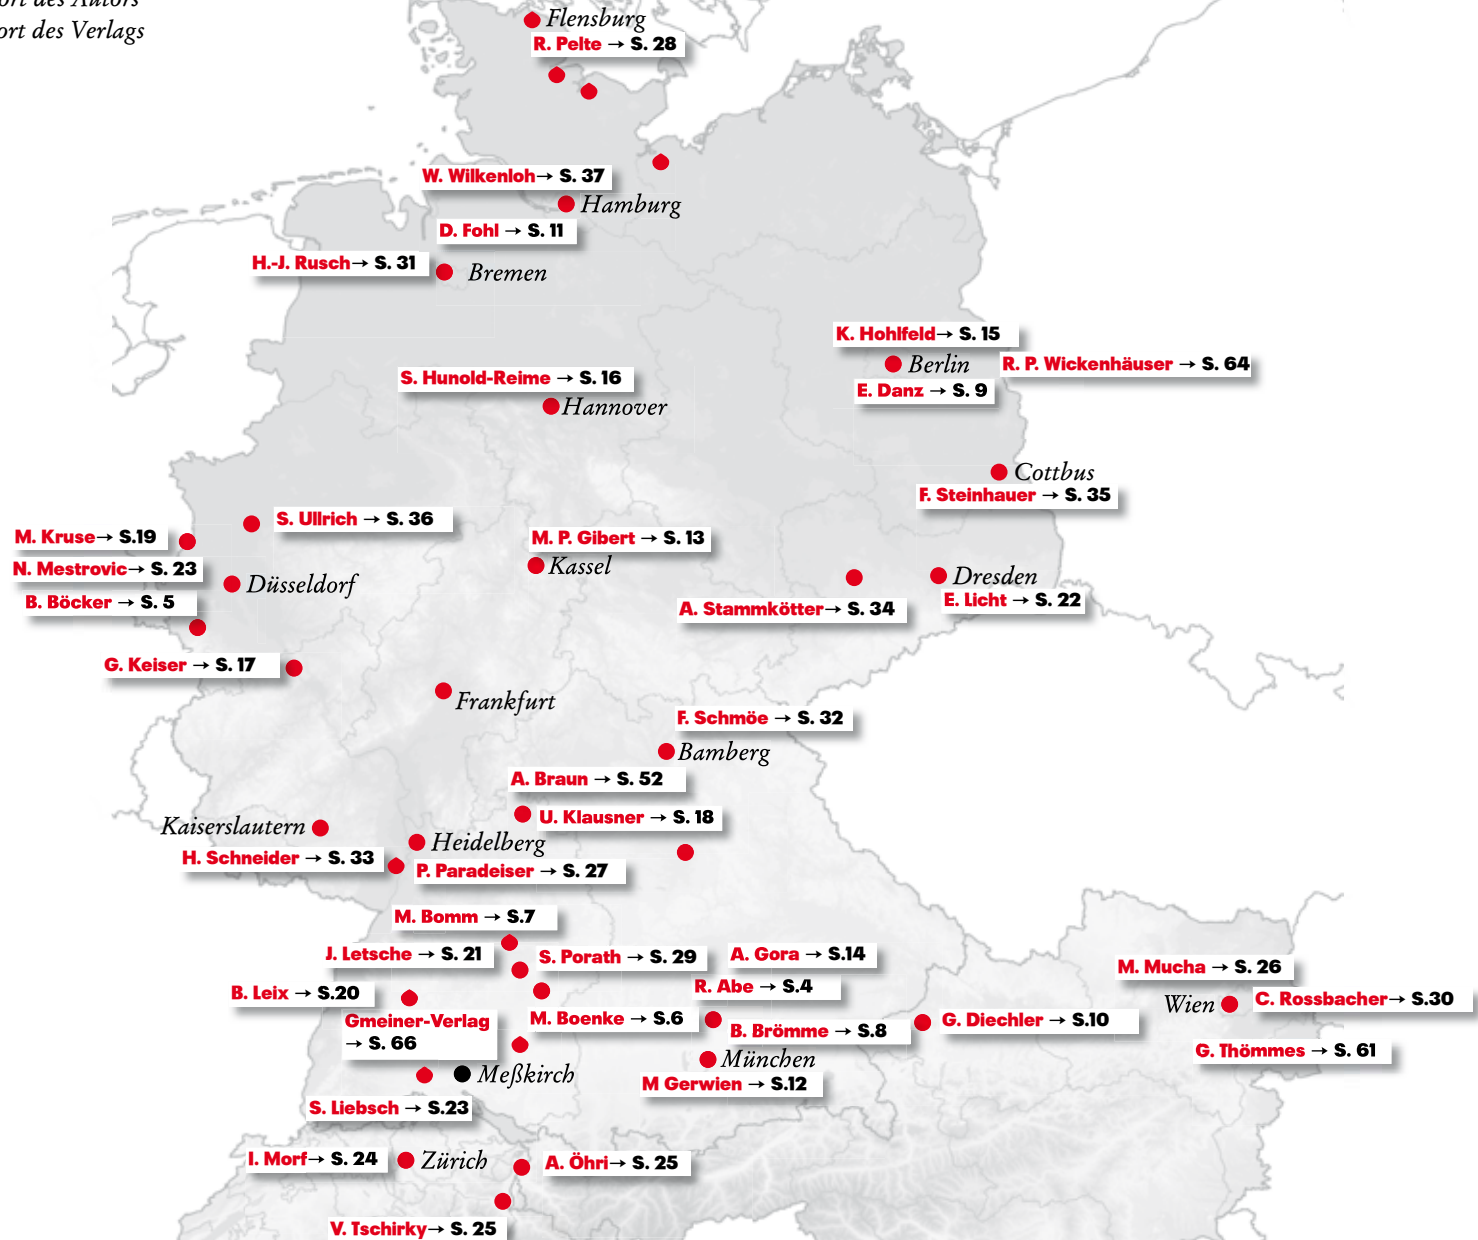 ort des Autors
ort des Verlags
Flensburg
R. Pelte → S. 28
W. Wilkenloh→ S. 37
Hamburg
D. Fohl → S. 11
H.-J. Rusch→ S. 31
Bremen
K. Hohlfeld→ S. 15
Berlin
R. P. Wickenhäuser → S. 64
E. Danz → S. 9
S. Hunold-Reime → S. 16
Hannover
Cottbus
F. Steinhauer → S. 35
S. Ullrich → S. 36
M. Kruse→ S.19
M. P. Gibert → S. 13
Kassel
N. Mestrovic→ S. 23
Düsseldorf
Dresden
B. Böcker → S. 5
A. Stammkötter→ S. 34
E. Licht → S. 22
G. Keiser → S. 17
Frankfurt
F. Schmöe → S. 32
Bamberg
A. Braun → S. 52
U. Klausner → S. 18
Kaiserslautern
Heidelberg
H. Schneider → S. 33
P. Paradeiser → S. 27
M. Bomm → S.7
J. Letsche → S. 21
S. Porath → S. 29
A. Gora → S.14
M. Mucha → S. 26
B. Leix → S.20
R. Abe → S.4
Wien
C. Rossbacher→ S.30
Gmeiner-Verlag
→ S. 66
M. Boenke → S.6
B. Brömme → S.8
G. Diechler → S.10
G. Thömmes → S. 61
München
Meßkirch
M Gerwien → S.12
S. Liebsch → S.23
I. Morf→ S. 24
Zürich
A. Öhri→ S. 25
V. Tschirky→ S. 25